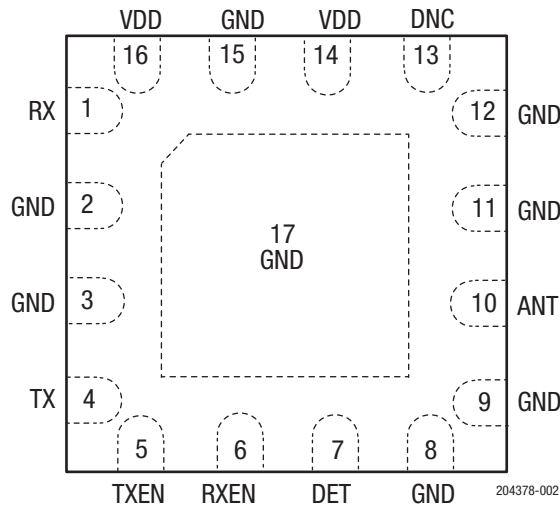 VDD GND VDD DNC
16 15 14 13
RX 1 12 GND
GND 2 11 GND
17
GND
GND 3 10 ANT
TX 4 9 GND
5 6 7 8
TXEN RXEN DET GND
204378-002